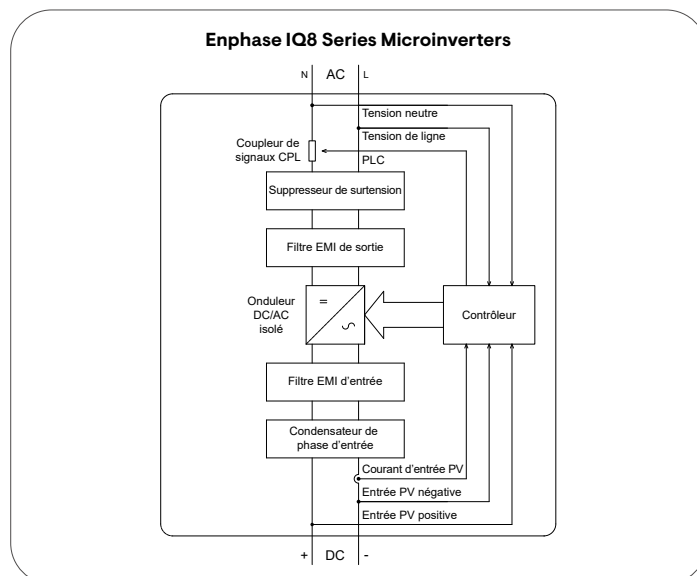 Enphase IQ8 Series Microinverters
N AC L
Tension neutre
Tension de ligne
Coupleur de
signaux CPL
PLC
Suppresseur de surtension
Filtre EMI de sortie
Onduleur
DC/AC
isolé
=
Contrôleur
Filtre EMI d’entrée
Condensateur de
phase d’entrée
Courant d’entrée PV
Entrée PV négative
Entrée PV positive
+ DC -